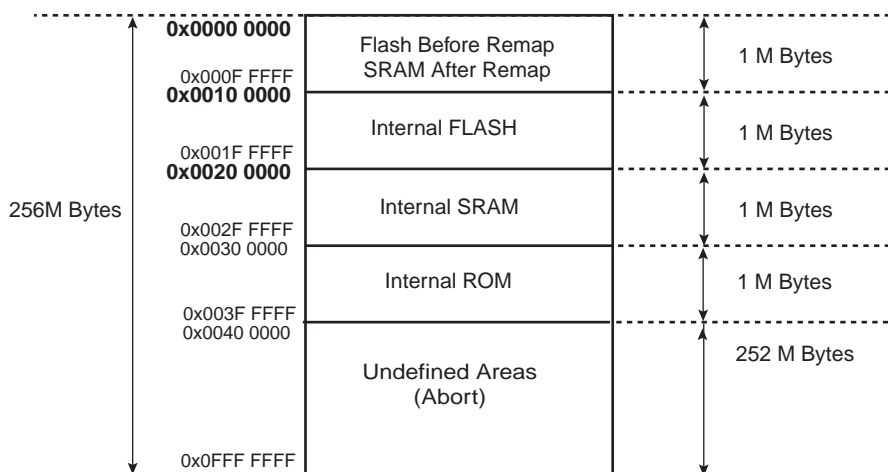 0x0000 0000
Flash Before Remap
SRAM After Remap
1 M Bytes
0x000F FFFF
0x0010 0000
Internal FLASH
1 M Bytes
0x001F FFFF
0x0020 0000
256M Bytes
Internal SRAM
1 M Bytes
0x002F FFFF
0x0030 0000
Internal ROM
1 M Bytes
0x003F FFFF
0x0040 0000
252 M Bytes
Undefined Areas
(Abort)
0x0FFF FFFF